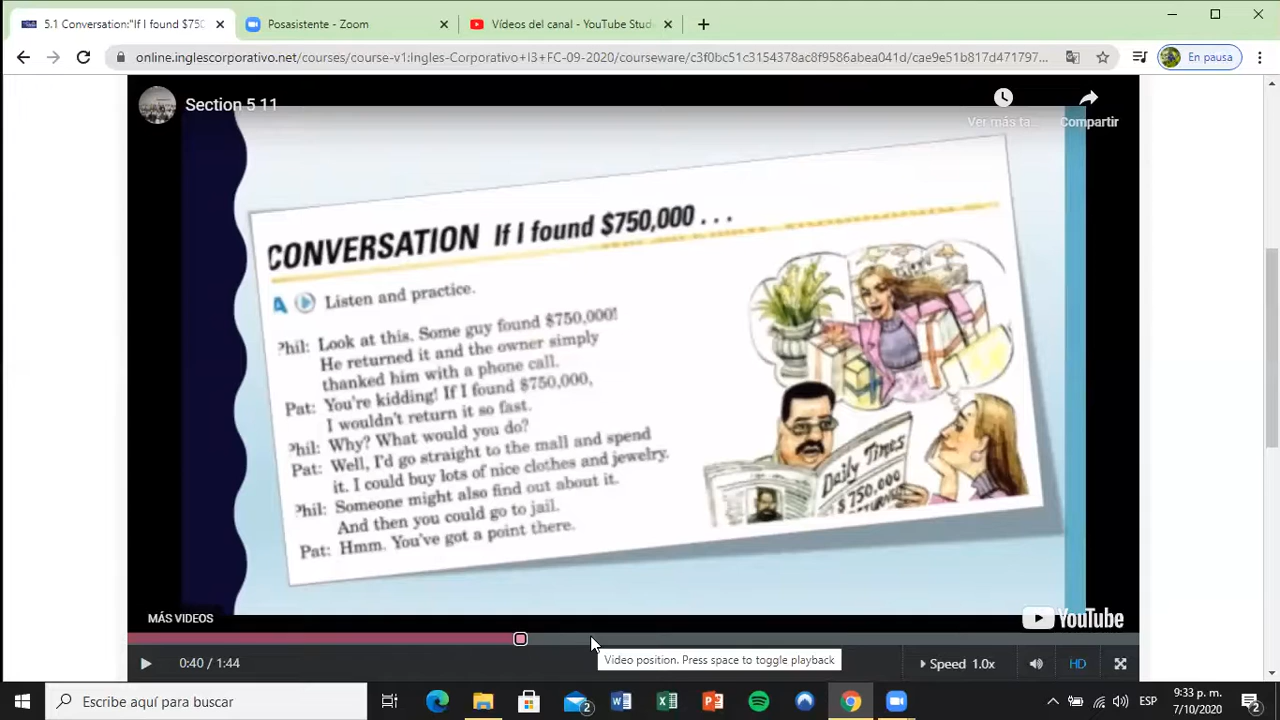 5.1 Conversation:"If I found $750
Posasistente - Zoom
Vídeos del canal - YouTube Stud
online.inglescorporativo.net/courses/course-v1:Ingles-Corporativo+I3+FC-09-2020/courseware/c3f0bc51c3154378ac8f9586abea041d/cae9e51b317d471797...
En pausa
Section 5 11
Ver más ta...
Compartir
CONVERSATION If I found $750,000 . . .
A Listen and practice.
Phil: Look at this. Some guy found $750,000!
He returned it and the owner simply
thanked him with a phone call.
Pat: You're kidding! If I found $750,000,
I wouldn't return it so fast.
Phil: Why? What would you do?
Pat: Well, I'd go straight to the mall and spend
it. I could buy lots of nice clothes and jewelry.
Phil: Someone might also find out about it.
And then you could go to jail.
Pat: Hmm. You've got a point there.
Daily Times
$750,000
MÁS VIDEOS
YouTube
Video position. Press space to toggle playback
0:40 / 1:44
Speed 1.0x
HD
Escribe aquí para buscar
2
ESP
9:33 p. m.
7/10/2020
2